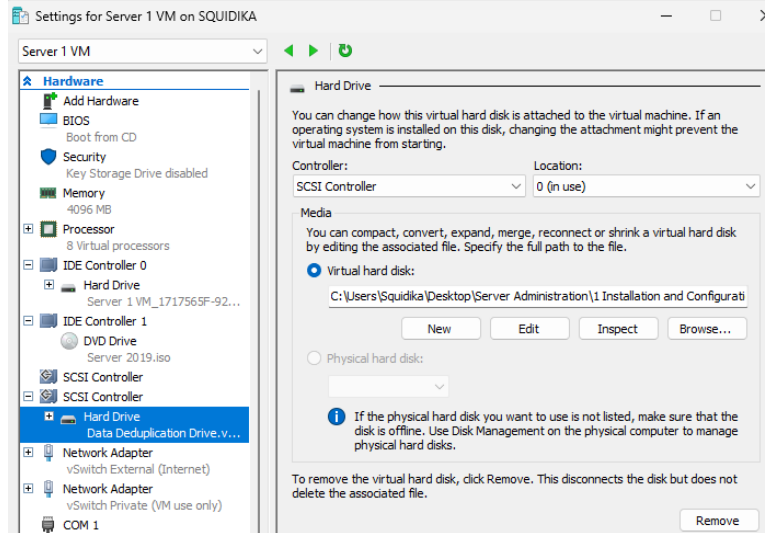 Settings for Server 1 VM on SQUIDIKA
Server 1 VM
Hardware
Add Hardware
BIOS
Boot from CD
Security
Key Storage Drive disabled
Memory
4096 MB
Processor
8 Virtual processors
IDE Controller 0
Hard Drive
Server 1 VM_1717565F-92...
IDE Controller 1
DVD Drive
Server 2019.iso
SCSI Controller
SCSI Controller
Hard Drive
Data Deduplication Drive.v...
Network Adapter
vSwitch External (Internet)
Network Adapter
vSwitch Private (VM use only)
COM 1
Hard Drive
You can change how this virtual hard disk is attached to the virtual machine. If an
operating system is installed on this disk, changing the attachment might prevent the
virtual machine from starting.
Controller:
Location:
SCSI Controller
0 (in use)
Media
You can compact, convert, expand, merge, reconnect or shrink a virtual hard disk
by editing the associated file. Specify the full path to the file.
Virtual hard disk:
C:\Users\Squidika\Desktop\Server Administration\1 Installation and Configurati
New
Edit
Inspect
Browse...
Physical hard disk:
If the physical hard disk you want to use is not listed, make sure that the
disk is offline. Use Disk Management on the physical computer to manage
physical hard disks.
To remove the virtual hard disk, click Remove. This disconnects the disk but does not
delete the associated file.
Remove